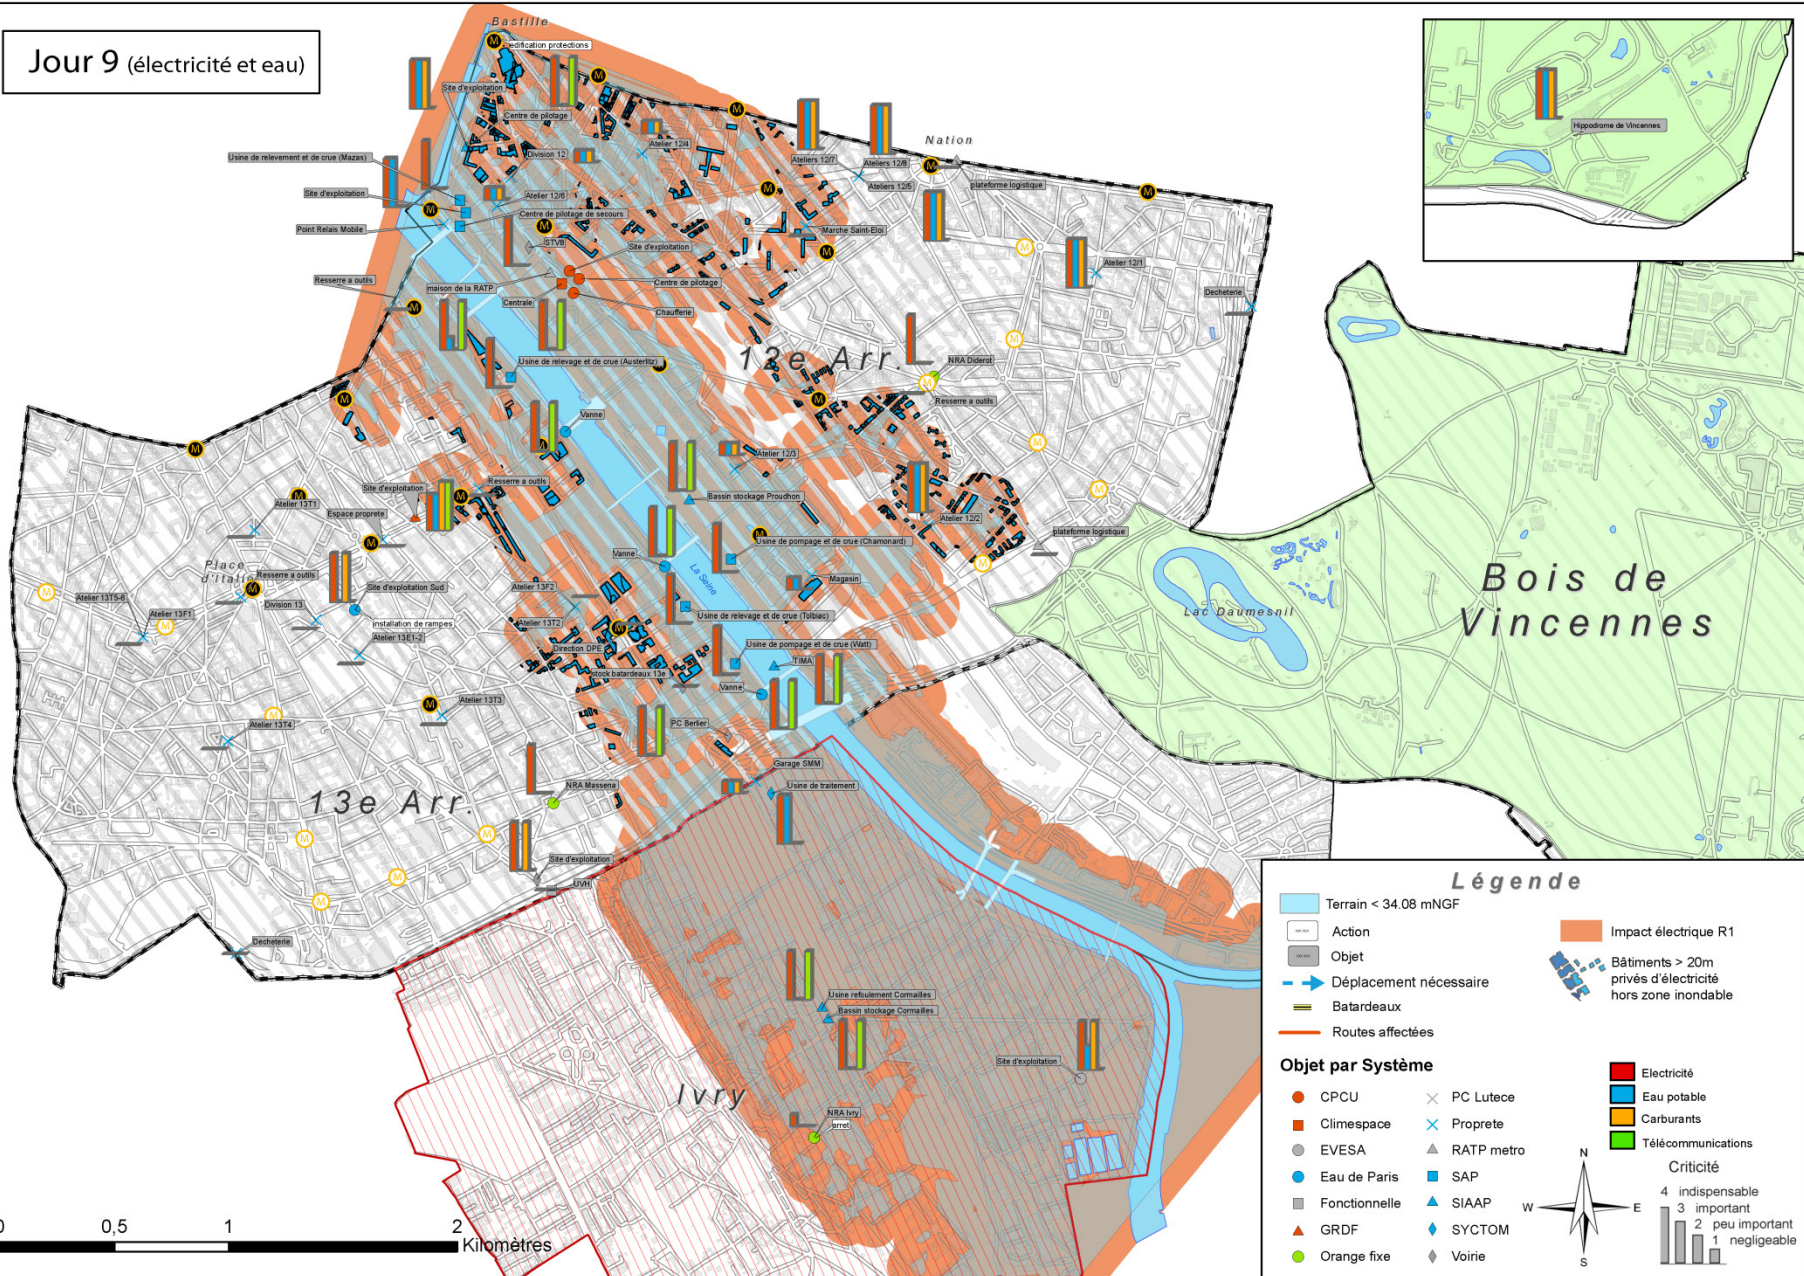 Jour 9 (électricité et eau)
Bastille
edification protections
Site d'exploitation
Centre de pilotage
Usine de relevement et de crue (Mazas)
Division 12
Atelier 12/4
Ateliers 12/7
Ateliers 12/8
Nation
Ateliers 12/5
plateforme logistique
Hippodrome de Vincennes
Site d'exploitation
Atelier 12/6
Centre de pilotage de secours
Point Relais Mobile
STVB
Site d'exploitation
Marche Saint-Eloi
Atelier 12/1
Resserre a outils
maison de la RATP
Centre de pilotage
Centrale
Chaufferie
Decheterie
Usine de relevage et de crue (Austerlitz)
12e Arr.
NRA Diderot
Resserre a outils
Vanne
Atelier 12/3
Site d'exploitation
Resserre a outils
Bassin stockage Proudhon
Atelier 13T1
Espace proprete
Atelier 12/2
plateforme logistique
Usine de pompage et de crue (Chamonard)
Vanne
La Seine
Place
d'Italie
Resserre a outils
Site d'exploitation Sud
Magasin
Bois de
Vincennes
Lac Daumesnil
Atelier 13T5-6
Atelier 13F1
Division 13
installation de rampes
Atelier 13E1-2
Atelier 13F2
Atelier 13T2
Usine de relevage et de crue (Tolbiac)
Direction DPE
Usine de pompage et de crue (Watt)
TIMA
stock batardeaux 13e
Vanne
Atelier 13T3
Atelier 13T4
PC Berlier
Garage SMM
NRA Massena
Usine de traitement
13e Arr.
Site d'exploitation
UVH
Decheterie
Usine refoulement Cornailles
Bassin stockage Cornailles
Site d'exploitation
Ivry
NRA Ivry
arret
0 0,5 1 2
Kilomètres
Légende
Terrain < 34.08 mNGF
Action
Objet
Déplacement nécessaire
Batardeaux
Routes affectées
Impact électrique R1
Bâtiments > 20m
privés d'électricité
hors zone inondable
Objet par Système
CPCU
Climespace
EVESA
Eau de Paris
Fonctionnelle
GRDF
Orange fixe
PC Lutece
Proprete
RATP metro
SAP
SIAAP
SYCTOM
Voirie
Electricité
Eau potable
Carburants
Télécommunications
Criticité
4 indispensable
3 important
2 peu important
1 negligeable
N
W E
S